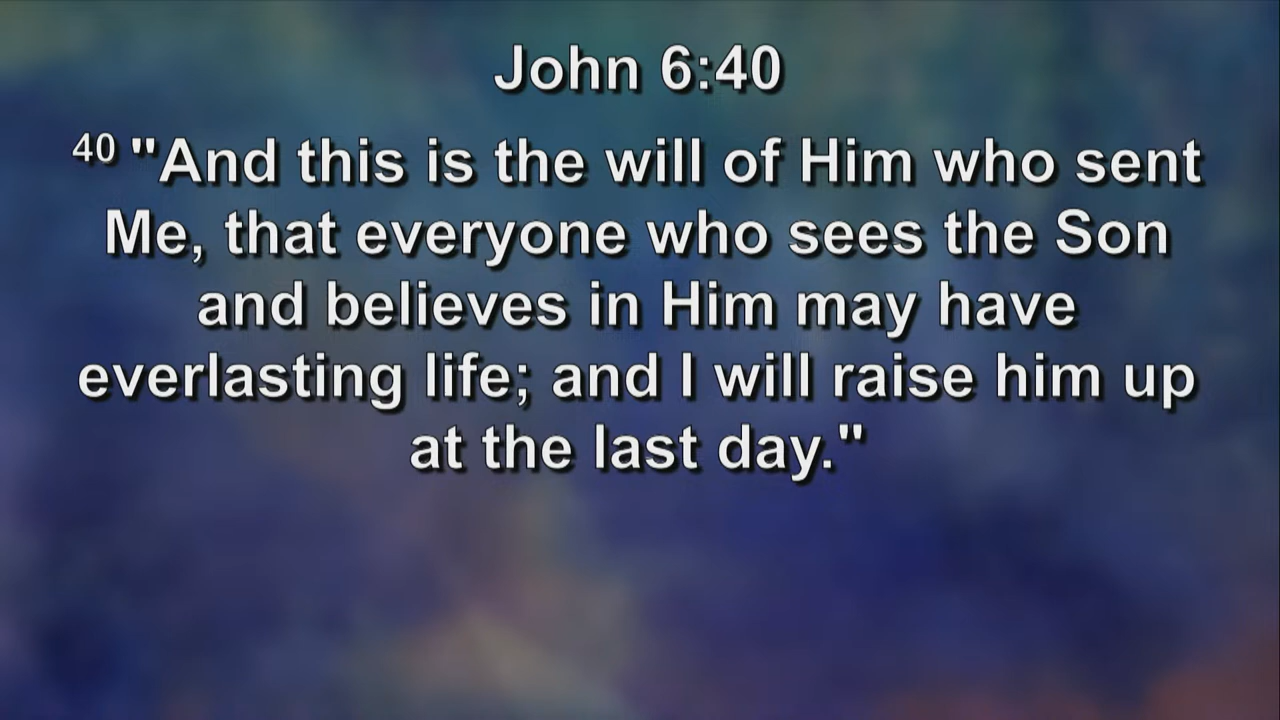 John 6:40
40 "And this is the will of Him who sent
Me, that everyone who sees the Son
and believes in Him may have
everlasting life; and I will raise him up
at the last day."